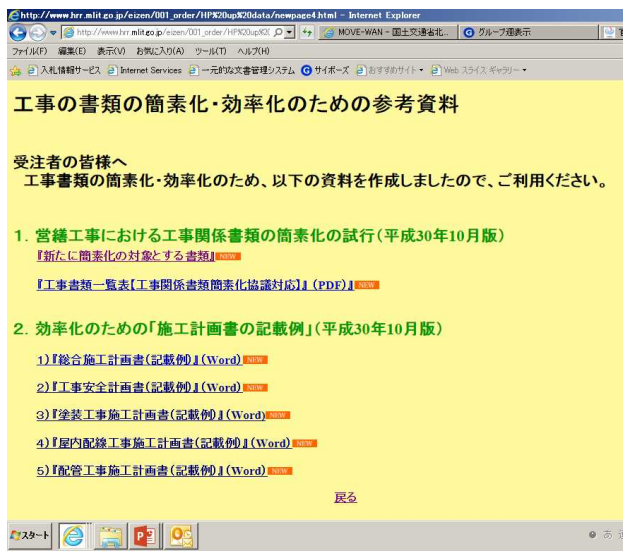 http://www.hrr.mlit.go.jp/eizen/001_order/HP%20up%20data/newpage4.html - Internet Explorer
http://www.hrr.mlit.go.jp/eizen/001_order/HP%20up%20 MOVE-WAN - 国土交通省北... グループ週表示
ファイル(F) 編集(E) 表示(V) お気に入り(A) ツール(T) ヘルプ(H)
入札情報サービス Internet Services 一元的な文書管理システム サイボーズ おすすめサイト Web スライス ギャラリー
工事の書類の簡素化・効率化のための参考資料
受注者の皆様へ
工事書類の簡素化・効率化のため、以下の資料を作成しましたので、ご利用ください。
1. 営繕工事における工事関係書類の簡素化の試行(平成30年10月版)
『新たに簡素化の対象とする書類』 NEW
『工事書類一覧表【工事関係書類簡素化協議対応】』(PDF)』 NEW
2. 効率化のための「施工計画書の記載例」(平成30年10月版)
1)『総合施工計画書(記載例)』(Word) NEW
2)『工事安全計画書(記載例)』(Word) NEW
3)『塗装工事施工計画書(記載例)』(Word) NEW
4)『屋内配線工事施工計画書(記載例)』(Word) NEW
5)『配管工事施工計画書(記載例)』(Word) NEW
戻る
スタート あ